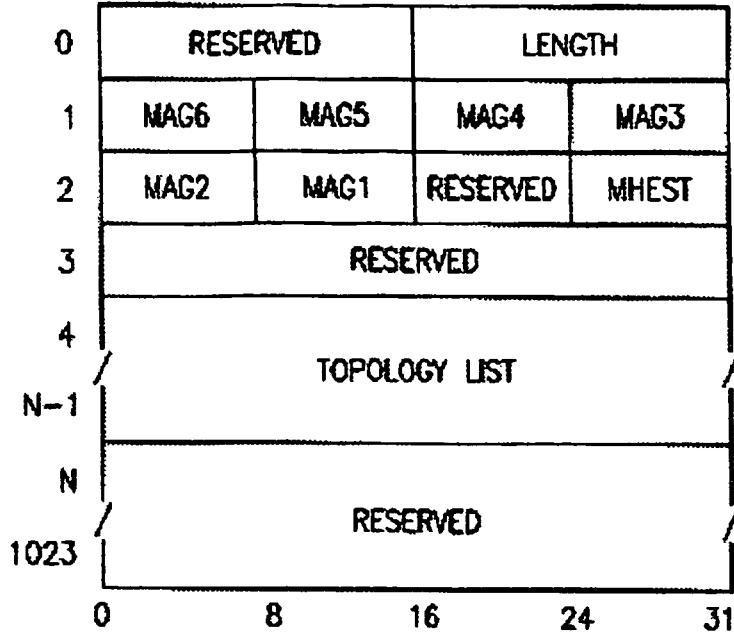 0 RESERVED LENGTH
1 MAG6 MAG5 MAG4 MAG3
2 MAG2 MAG1 RESERVED MHEST
3 RESERVED
4
TOPOLOGY LIST
N-1
N
RESERVED
1023
0 8 16 24 31